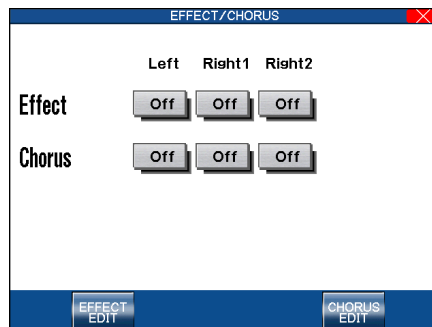 EFFECT/CHORUS
Left Right1 Right2
Effect Off Off Off
Chorus Off Off Off
EFFECT CHORUS
EDIT EDIT